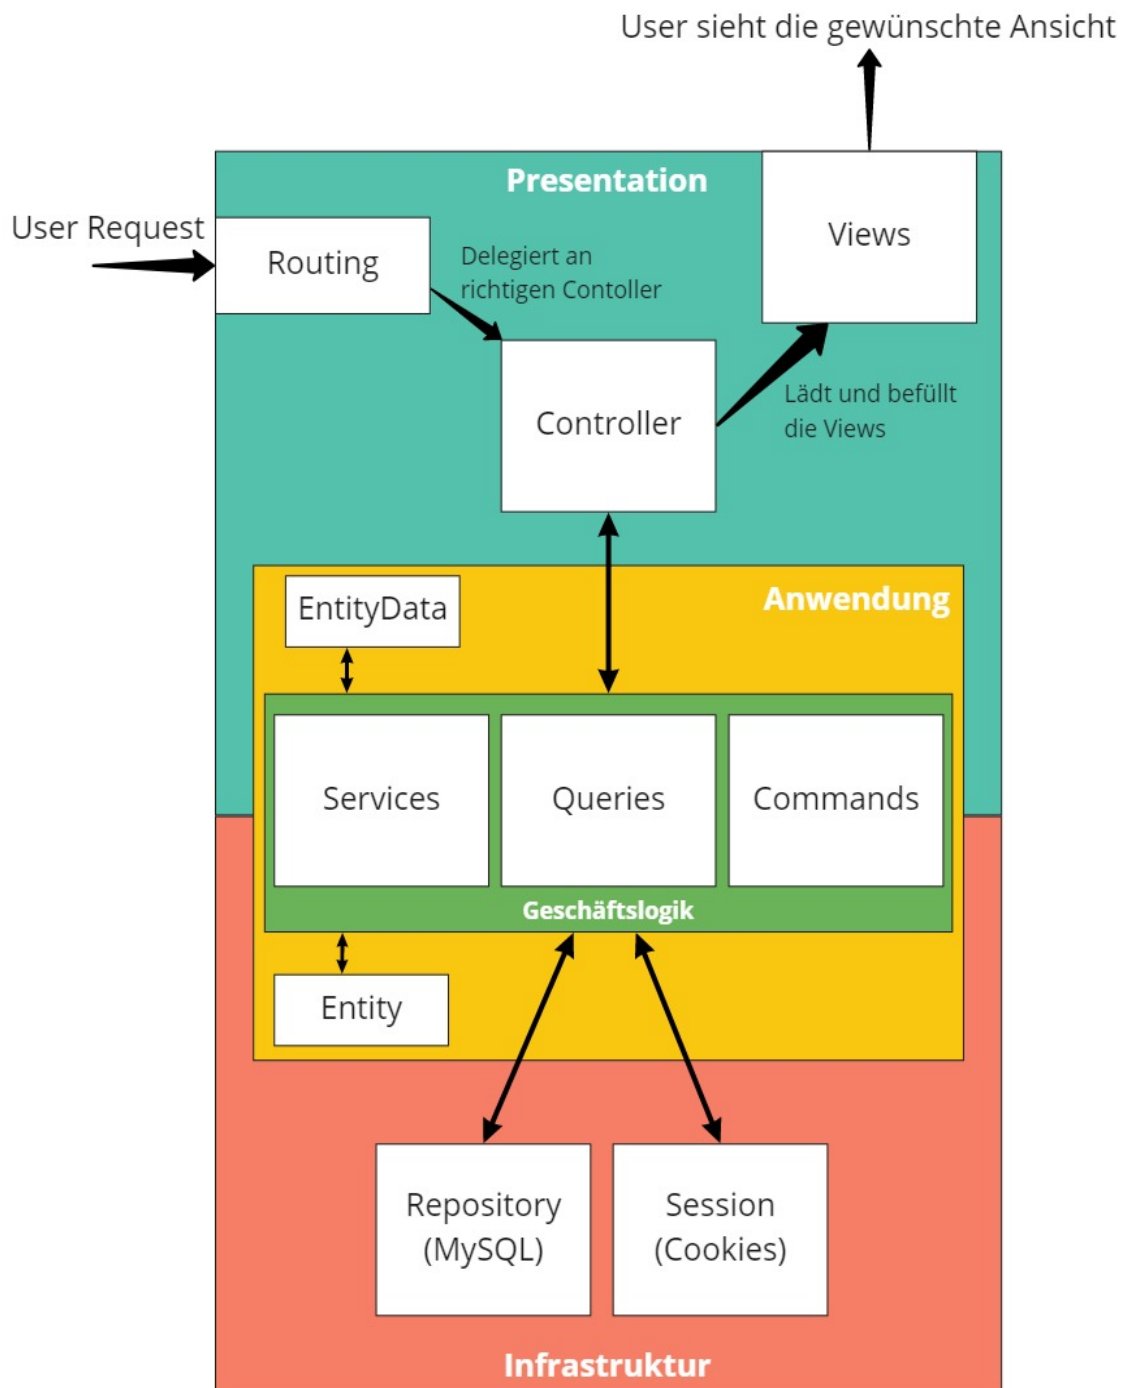 User sieht die gewünschte Ansicht
Presentation
User Request
Routing
Delegiert an
richtigen Contoller
Views
Controller
Lädt und befüllt
die Views
EntityData
Anwendung
Services
Queries
Commands
Geschäftslogik
Entity
Repository
(MySQL)
Session
(Cookies)
Infrastruktur